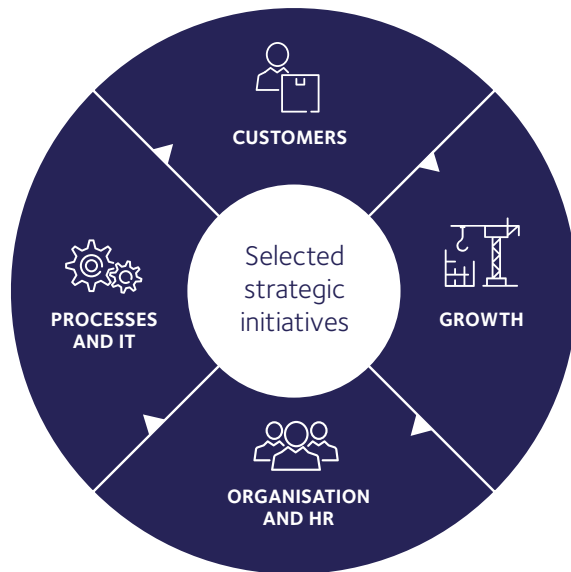 CUSTOMERS
Selected
strategic
initiatives
PROCESSES
AND IT
GROWTH
ORGANISATION
AND HR